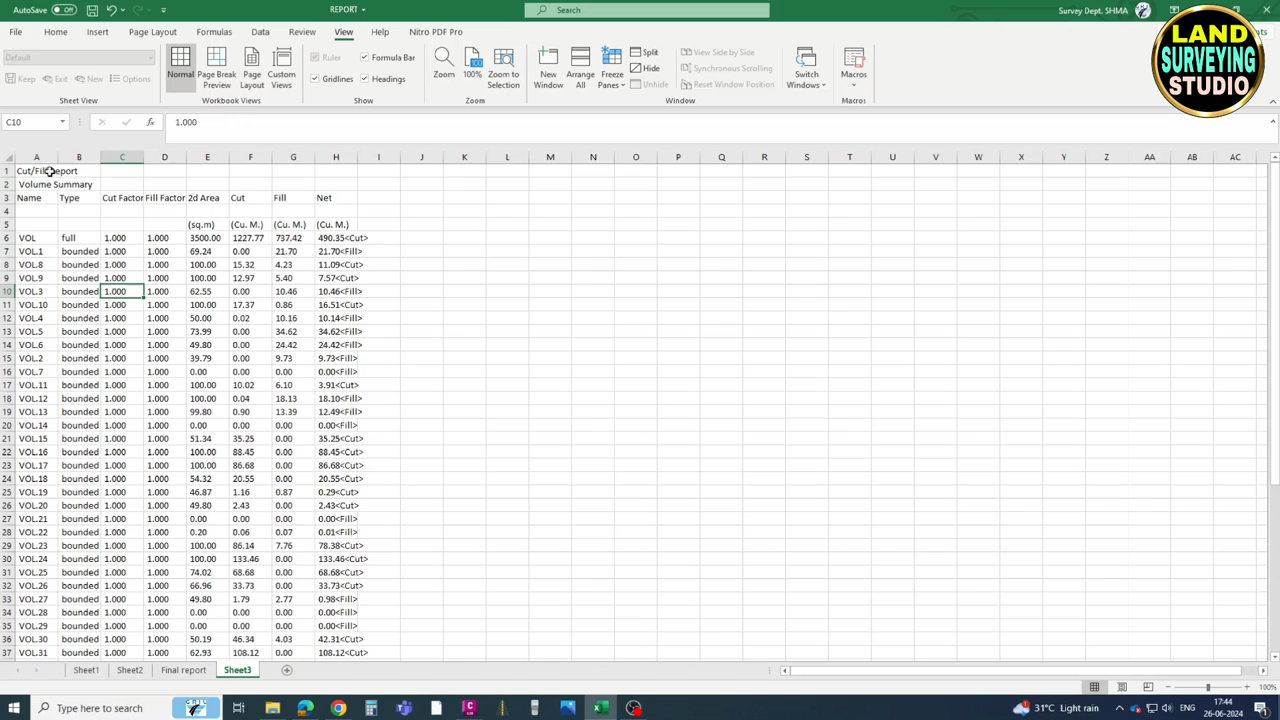 AutoSave Off REPORT Search Survey Dept. SHMA
File Home Insert Page Layout Formulas Data Review View Help Nitro PDF Pro
Default
Keep Exit New Options
Sheet View
Normal Page Break Preview Page Layout Custom Views
Workbook Views
Ruler Formula Bar
Gridlines Headings
Show
Zoom 100% Zoom to Selection
Zoom
New Window Arrange All Freeze Panes
Split
Hide
Unhide
View Side by Side
Synchronous Scrolling
Reset Window Position
Switch Windows
Window
Macros
Macros
LAND
SURVEYING
STUDIO
C10 fx 1.000
A B C D E F G H I J K L M N O P Q R S T U V W X Y Z AA AB AC
1 Cut/Fill Report
2 Volume Summary
3 Name Type Cut Factor Fill Factor 2d Area Cut Fill Net
4
5 (sq.m) (Cu. M.) (Cu. M.) (Cu. M.)
6 VOL full 1.000 1.000 3500.00 1227.77 737.42 490.35<Cut>
7 VOL.1 bounded 1.000 1.000 69.24 0.00 21.70 21.70<Fill>
8 VOL.8 bounded 1.000 1.000 100.00 15.32 4.23 11.09<Cut>
9 VOL.9 bounded 1.000 1.000 100.00 12.97 5.40 7.57<Cut>
10 VOL.3 bounded 1.000 1.000 62.55 0.00 10.46 10.46<Fill>
11 VOL.10 bounded 1.000 1.000 100.00 17.37 0.86 16.51<Cut>
12 VOL.4 bounded 1.000 1.000 50.00 0.02 10.16 10.14<Fill>
13 VOL.5 bounded 1.000 1.000 73.99 0.00 34.62 34.62<Fill>
14 VOL.6 bounded 1.000 1.000 49.80 0.00 24.42 24.42<Fill>
15 VOL.2 bounded 1.000 1.000 39.79 0.00 9.73 9.73<Fill>
16 VOL.7 bounded 1.000 1.000 0.00 0.00 0.00 0.00<Fill>
17 VOL.11 bounded 1.000 1.000 100.00 10.02 6.10 3.91<Cut>
18 VOL.12 bounded 1.000 1.000 100.00 0.04 18.13 18.10<Fill>
19 VOL.13 bounded 1.000 1.000 99.80 0.90 13.39 12.49<Fill>
20 VOL.14 bounded 1.000 1.000 0.00 0.00 0.00 0.00<Fill>
21 VOL.15 bounded 1.000 1.000 51.34 35.25 0.00 35.25<Cut>
22 VOL.16 bounded 1.000 1.000 100.00 88.45 0.00 88.45<Cut>
23 VOL.17 bounded 1.000 1.000 100.00 86.68 0.00 86.68<Cut>
24 VOL.18 bounded 1.000 1.000 54.32 20.55 0.00 20.55<Cut>
25 VOL.19 bounded 1.000 1.000 46.87 1.16 0.87 0.29<Cut>
26 VOL.20 bounded 1.000 1.000 49.80 2.43 0.00 2.43<Cut>
27 VOL.21 bounded 1.000 1.000 0.00 0.00 0.00 0.00<Fill>
28 VOL.22 bounded 1.000 1.000 0.20 0.06 0.07 0.01<Fill>
29 VOL.23 bounded 1.000 1.000 100.00 86.14 7.76 78.38<Cut>
30 VOL.24 bounded 1.000 1.000 100.00 133.46 0.00 133.46<Cut>
31 VOL.25 bounded 1.000 1.000 74.02 68.68 0.00 68.68<Cut>
32 VOL.26 bounded 1.000 1.000 66.96 33.73 0.00 33.73<Cut>
33 VOL.27 bounded 1.000 1.000 49.80 1.79 2.77 0.98<Fill>
34 VOL.28 bounded 1.000 1.000 0.00 0.00 0.00 0.00<Fill>
35 VOL.29 bounded 1.000 1.000 0.00 0.00 0.00 0.00<Fill>
36 VOL.30 bounded 1.000 1.000 50.19 46.34 4.03 42.31<Cut>
37 VOL.31 bounded 1.000 1.000 62.93 108.12 0.00 108.12<Cut>
Sheet1 Sheet2 Final report Sheet3
100%
Type here to search 31°C Light rain ENG 17:44
26-06-2024